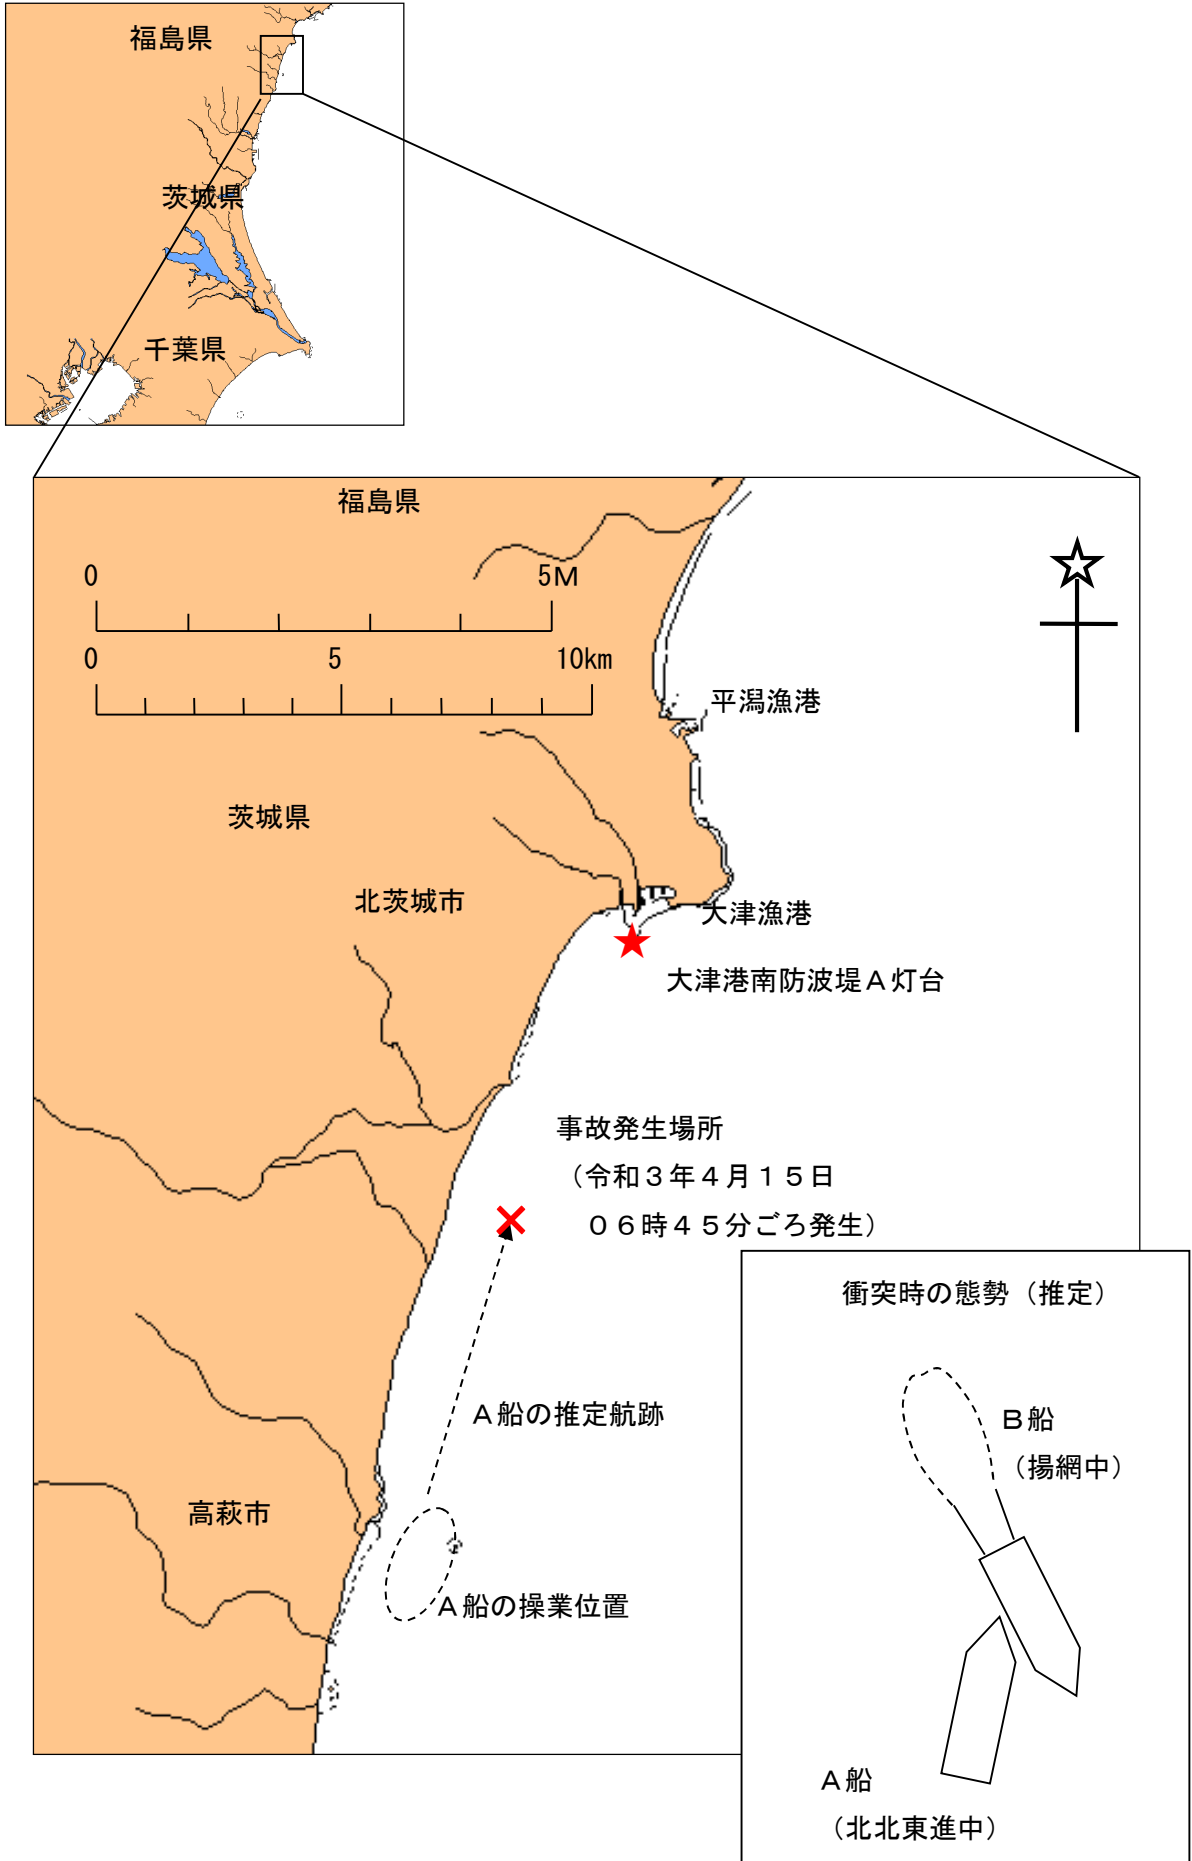 福島県
茨城県
千葉県
福島県
0 5M
0 5 10km
平潟漁港
茨城県
北茨城市
大津漁港
大津港南防波堤A灯台
事故発生場所
（令和３年４月１５日
０６時４５分ごろ発生）
A船の推定航跡
高萩市
A船の操業位置
衝突時の態勢（推定）
B船
（揚網中）
A船
（北北東進中）